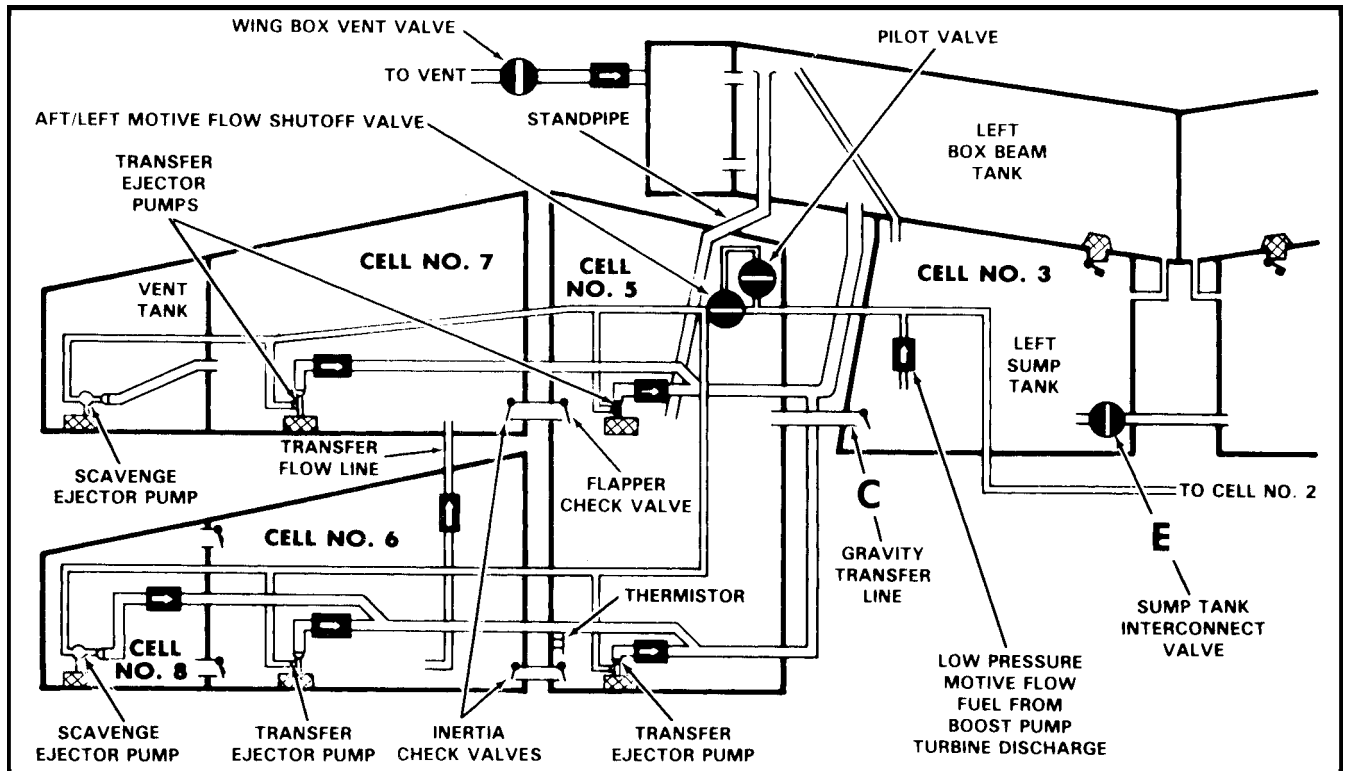 WING BOX VENT VALVE
TO VENT
PILOT VALVE
AFT/LEFT MOTIVE FLOW SHUTOFF VALVE
STANDPIPE
LEFT
BOX BEAM
TANK
TRANSFER
EJECTOR
PUMPS
CELL NO. 7
CELL
NO. 5
CELL NO. 3
VENT
TANK
LEFT
SUMP
TANK
SCAVENGE
EJECTOR PUMP
TRANSFER
FLOW LINE
FLAPPER
CHECK VALVE
C
TO CELL NO. 2
E
CELL NO. 6
GRAVITY
TRANSFER
LINE
THERMISTOR
SUMP TANK
INTERCONNECT
VALVE
CELL
NO. 8
LOW PRESSURE
MOTIVE FLOW
FUEL FROM
BOOST PUMP
TURBINE DISCHARGE
SCAVENGE
EJECTOR PUMP
TRANSFER
EJECTOR PUMP
INERTIA
CHECK VALVES
TRANSFER
EJECTOR PUMP